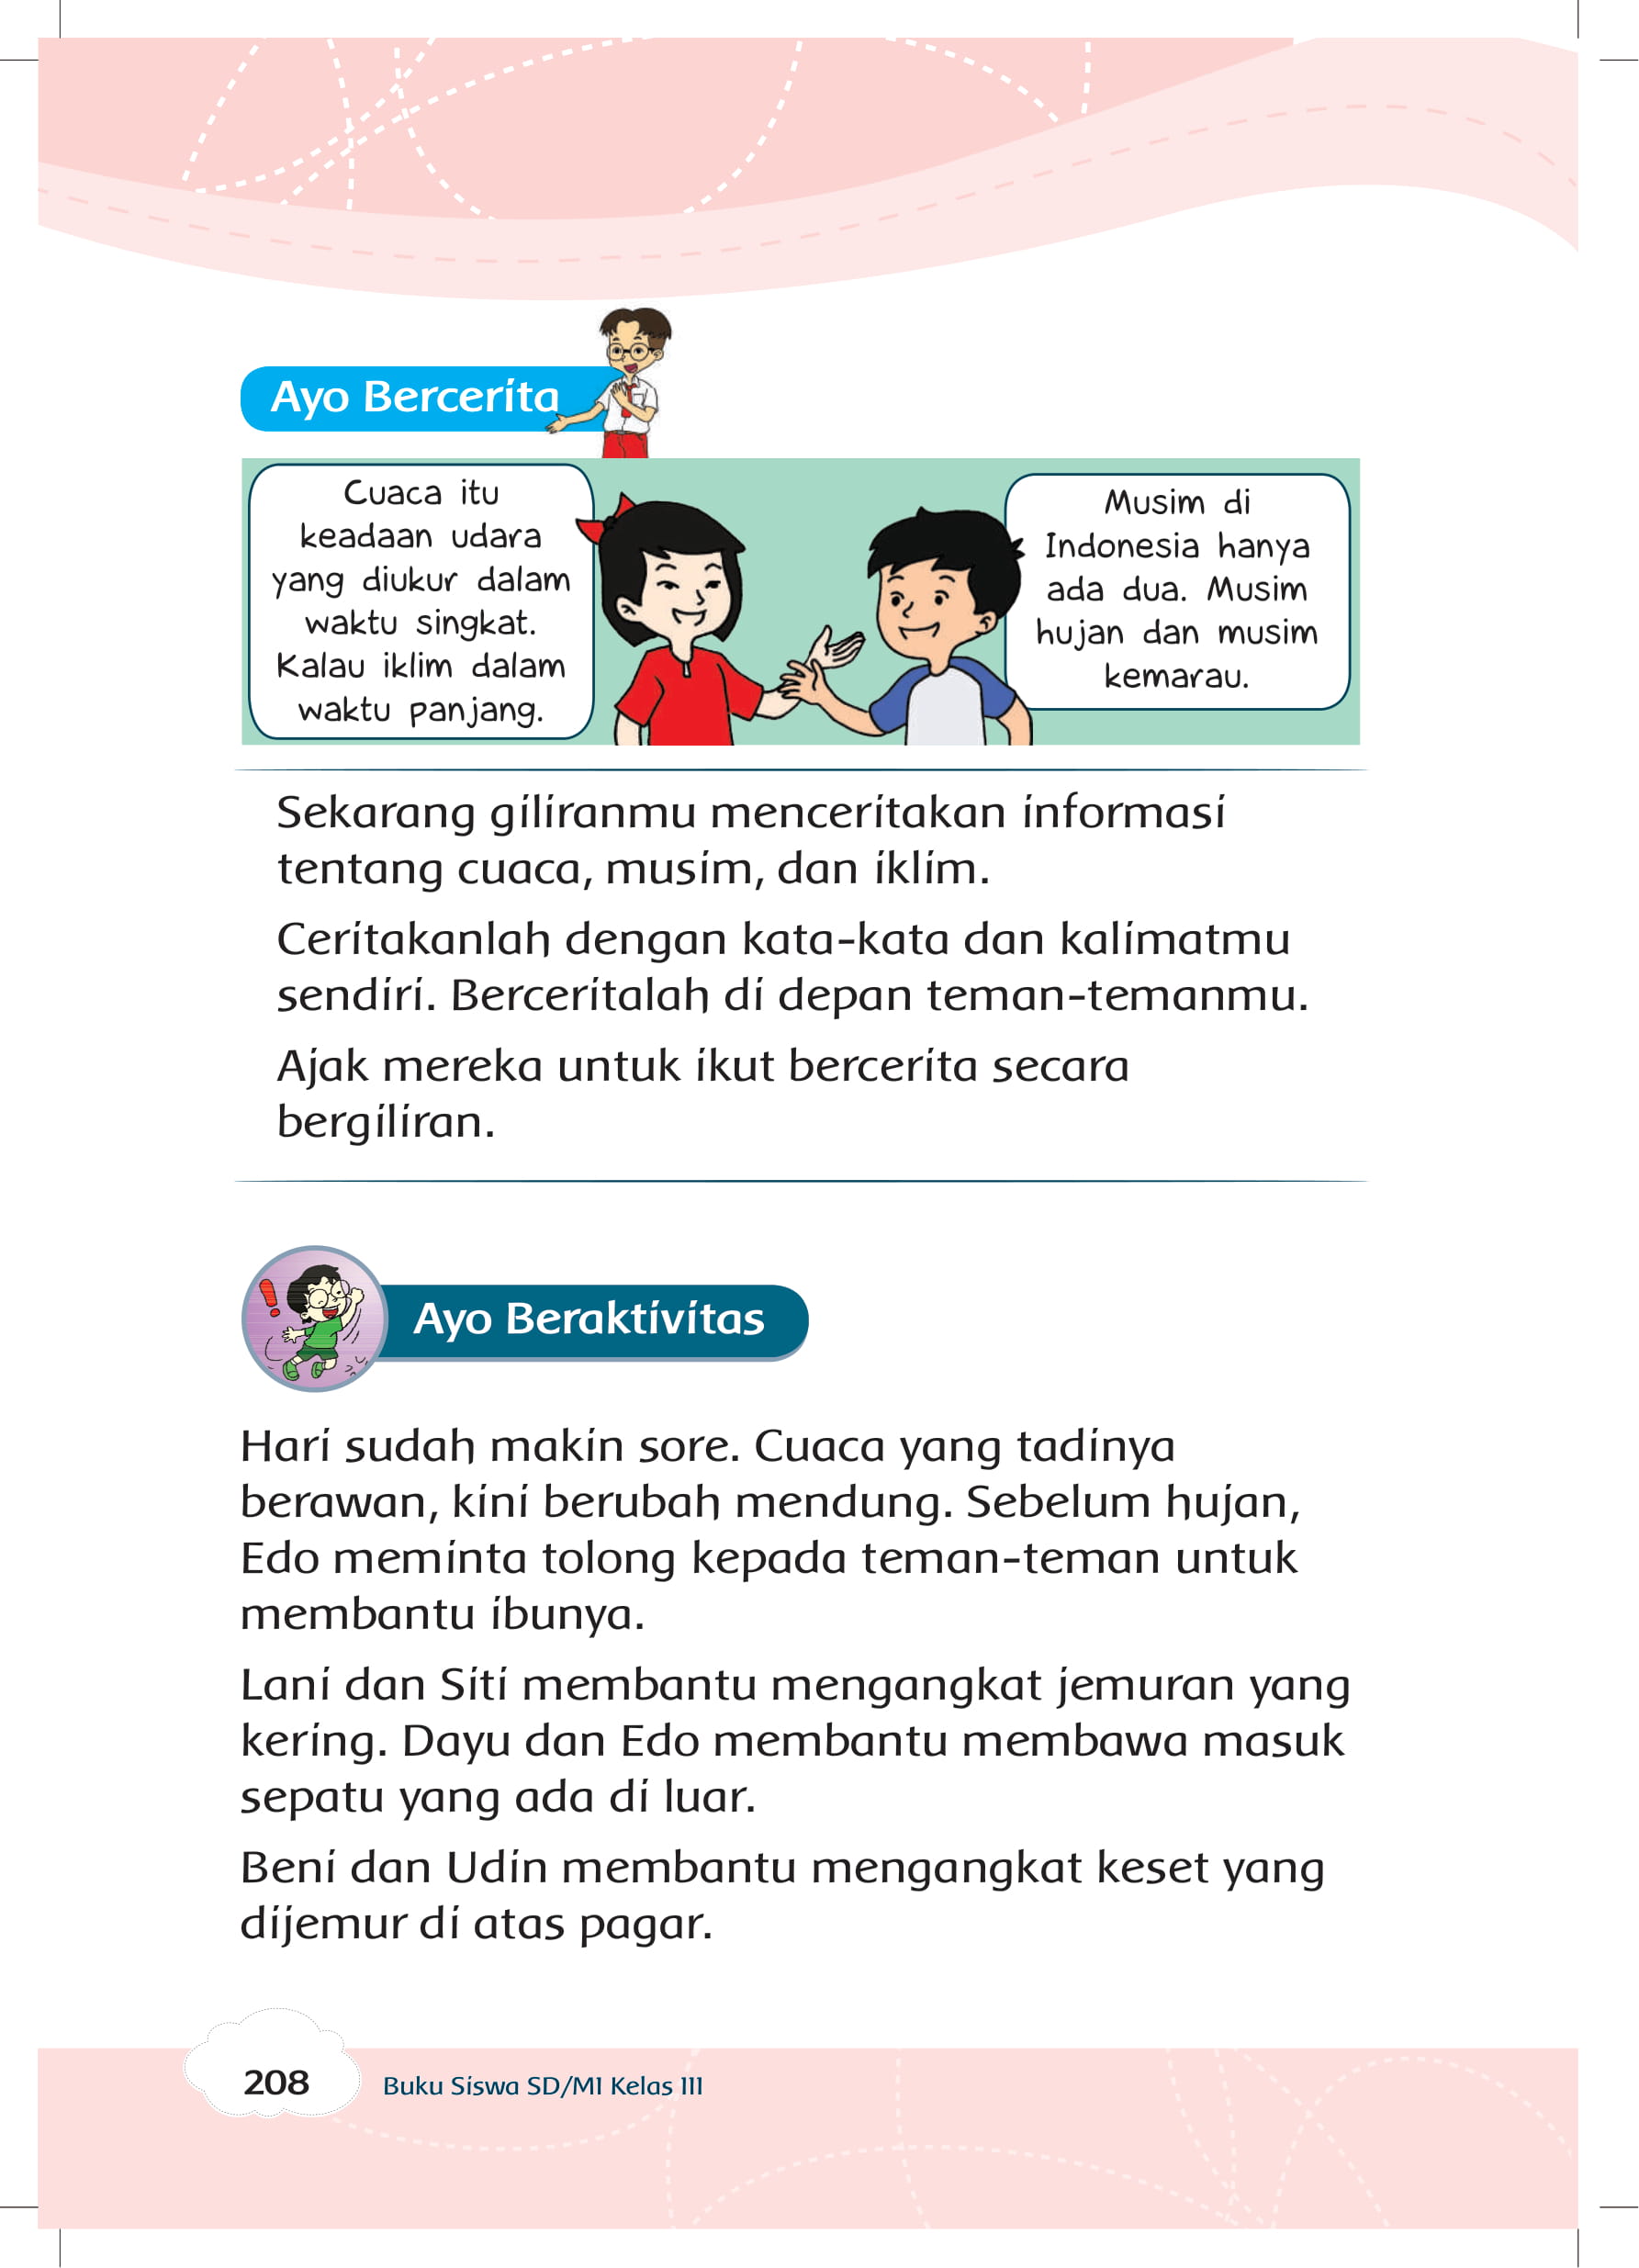 Ayo Bercerita
Cuaca itu
keadaan udara
yang diukur dalam
waktu singkat.
Kalau iklim dalam
waktu panjang.
Musim di
Indonesia hanya
ada dua. Musim
hujan dan musim
kemarau.
Sekarang giliranmu menceritakan informasi
tentang cuaca, musim, dan iklim.
Ceritakanlah dengan kata-kata dan kalimatmu
sendiri. Berceritalah di depan teman-temanmu.
Ajak mereka untuk ikut bercerita secara
bergiliran.
Ayo Beraktivitas
Hari sudah makin sore. Cuaca yang tadinya
berawan, kini berubah mendung. Sebelum hujan,
Edo meminta tolong kepada teman-teman untuk
membantu ibunya.
Lani dan Siti membantu mengangkat jemuran yang
kering. Dayu dan Edo membantu membawa masuk
sepatu yang ada di luar.
Beni dan Udin membantu mengangkat keset yang
dijemur di atas pagar.
208
Buku Siswa SD/MI Kelas III